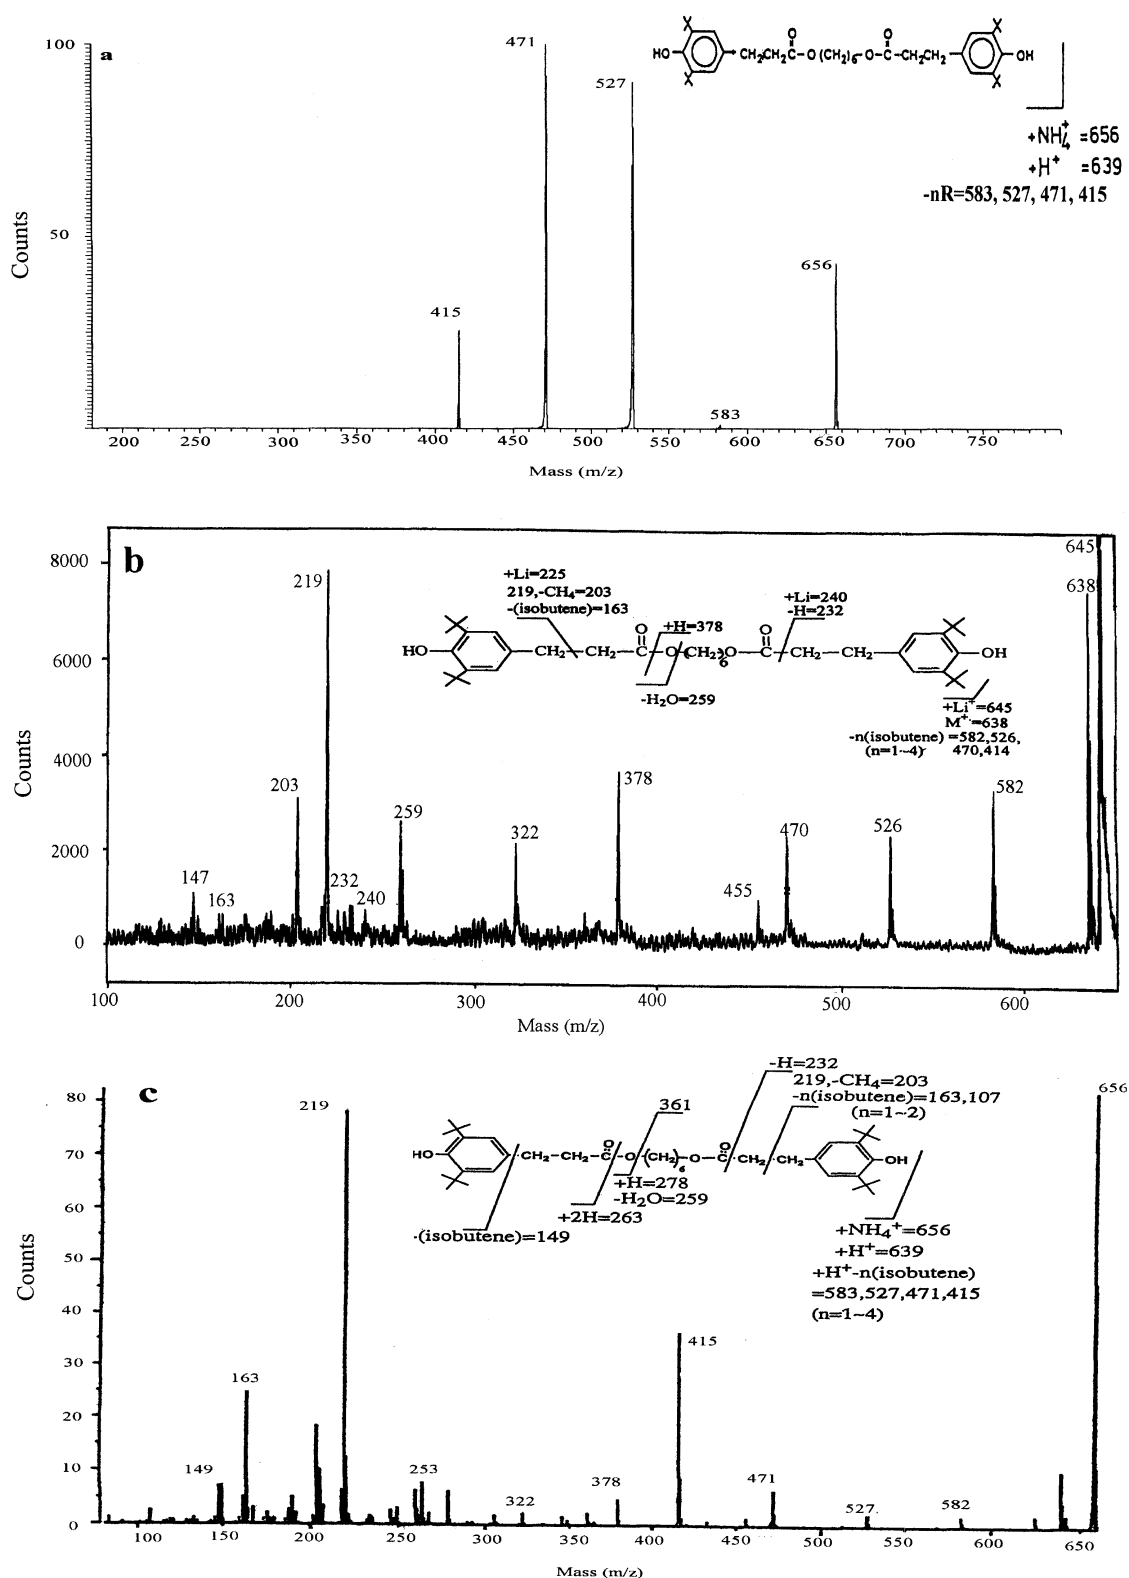 a
100
50
Counts
471
527
656
415
583
HO
X
X
CH2CH2C-O(CH2)6-O-C-CH2CH2
O
O
X
X
OH
+NH4+ =656
+H+ =639
-nR=583, 527, 471, 415
200 250 300 350 400 450 500 550 600 650 700 750
Mass (m/z)
b
8000
6000
4000
2000
0
Counts
+Li=225
219,-CH4=203
-(isobutene)=163
+H=378
+Li=240
-H=232
HO
CH2-CH2-C-O(CH2)6O-C-CH2-CH2
O
O
OH
-H2O=259
+Li+=645
M+·=638
-n(isobutene) =582,526,
(n=1~4) 470,414
645
638
219
203
147
163
232
240
259
322
378
455
470
526
582
100 200 300 400 500 600
Mass (m/z)
c
80
70
60
50
40
30
20
10
0
Counts
-H=232
219,-CH4=203
-n(isobutene)=163,107
(n=1~2)
361
HO
CH2-CH2-C-O-(CH2)6-O-C-CH2-CH2
O
O
OH
+H=278
-H2O=259
+2H=263
-(isobutene)=149
+NH4+=656
+H+=639
+H+-n(isobutene)
=583,527,471,415
(n=1~4)
656
219
163
149
253
322
378
415
471
527
582
100 150 200 250 300 350 400 450 500 550 600 650
Mass (m/z)